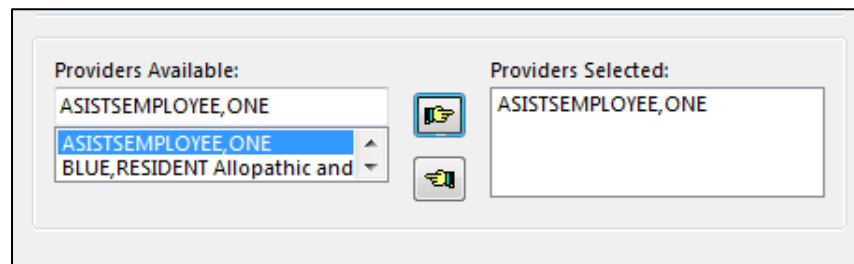 Providers Available:
ASISTSEMPLOYEE,ONE
ASISTSEMPLOYEE,ONE
BLUE,RESIDENT Allopathic and
Providers Selected:
ASISTSEMPLOYEE,ONE